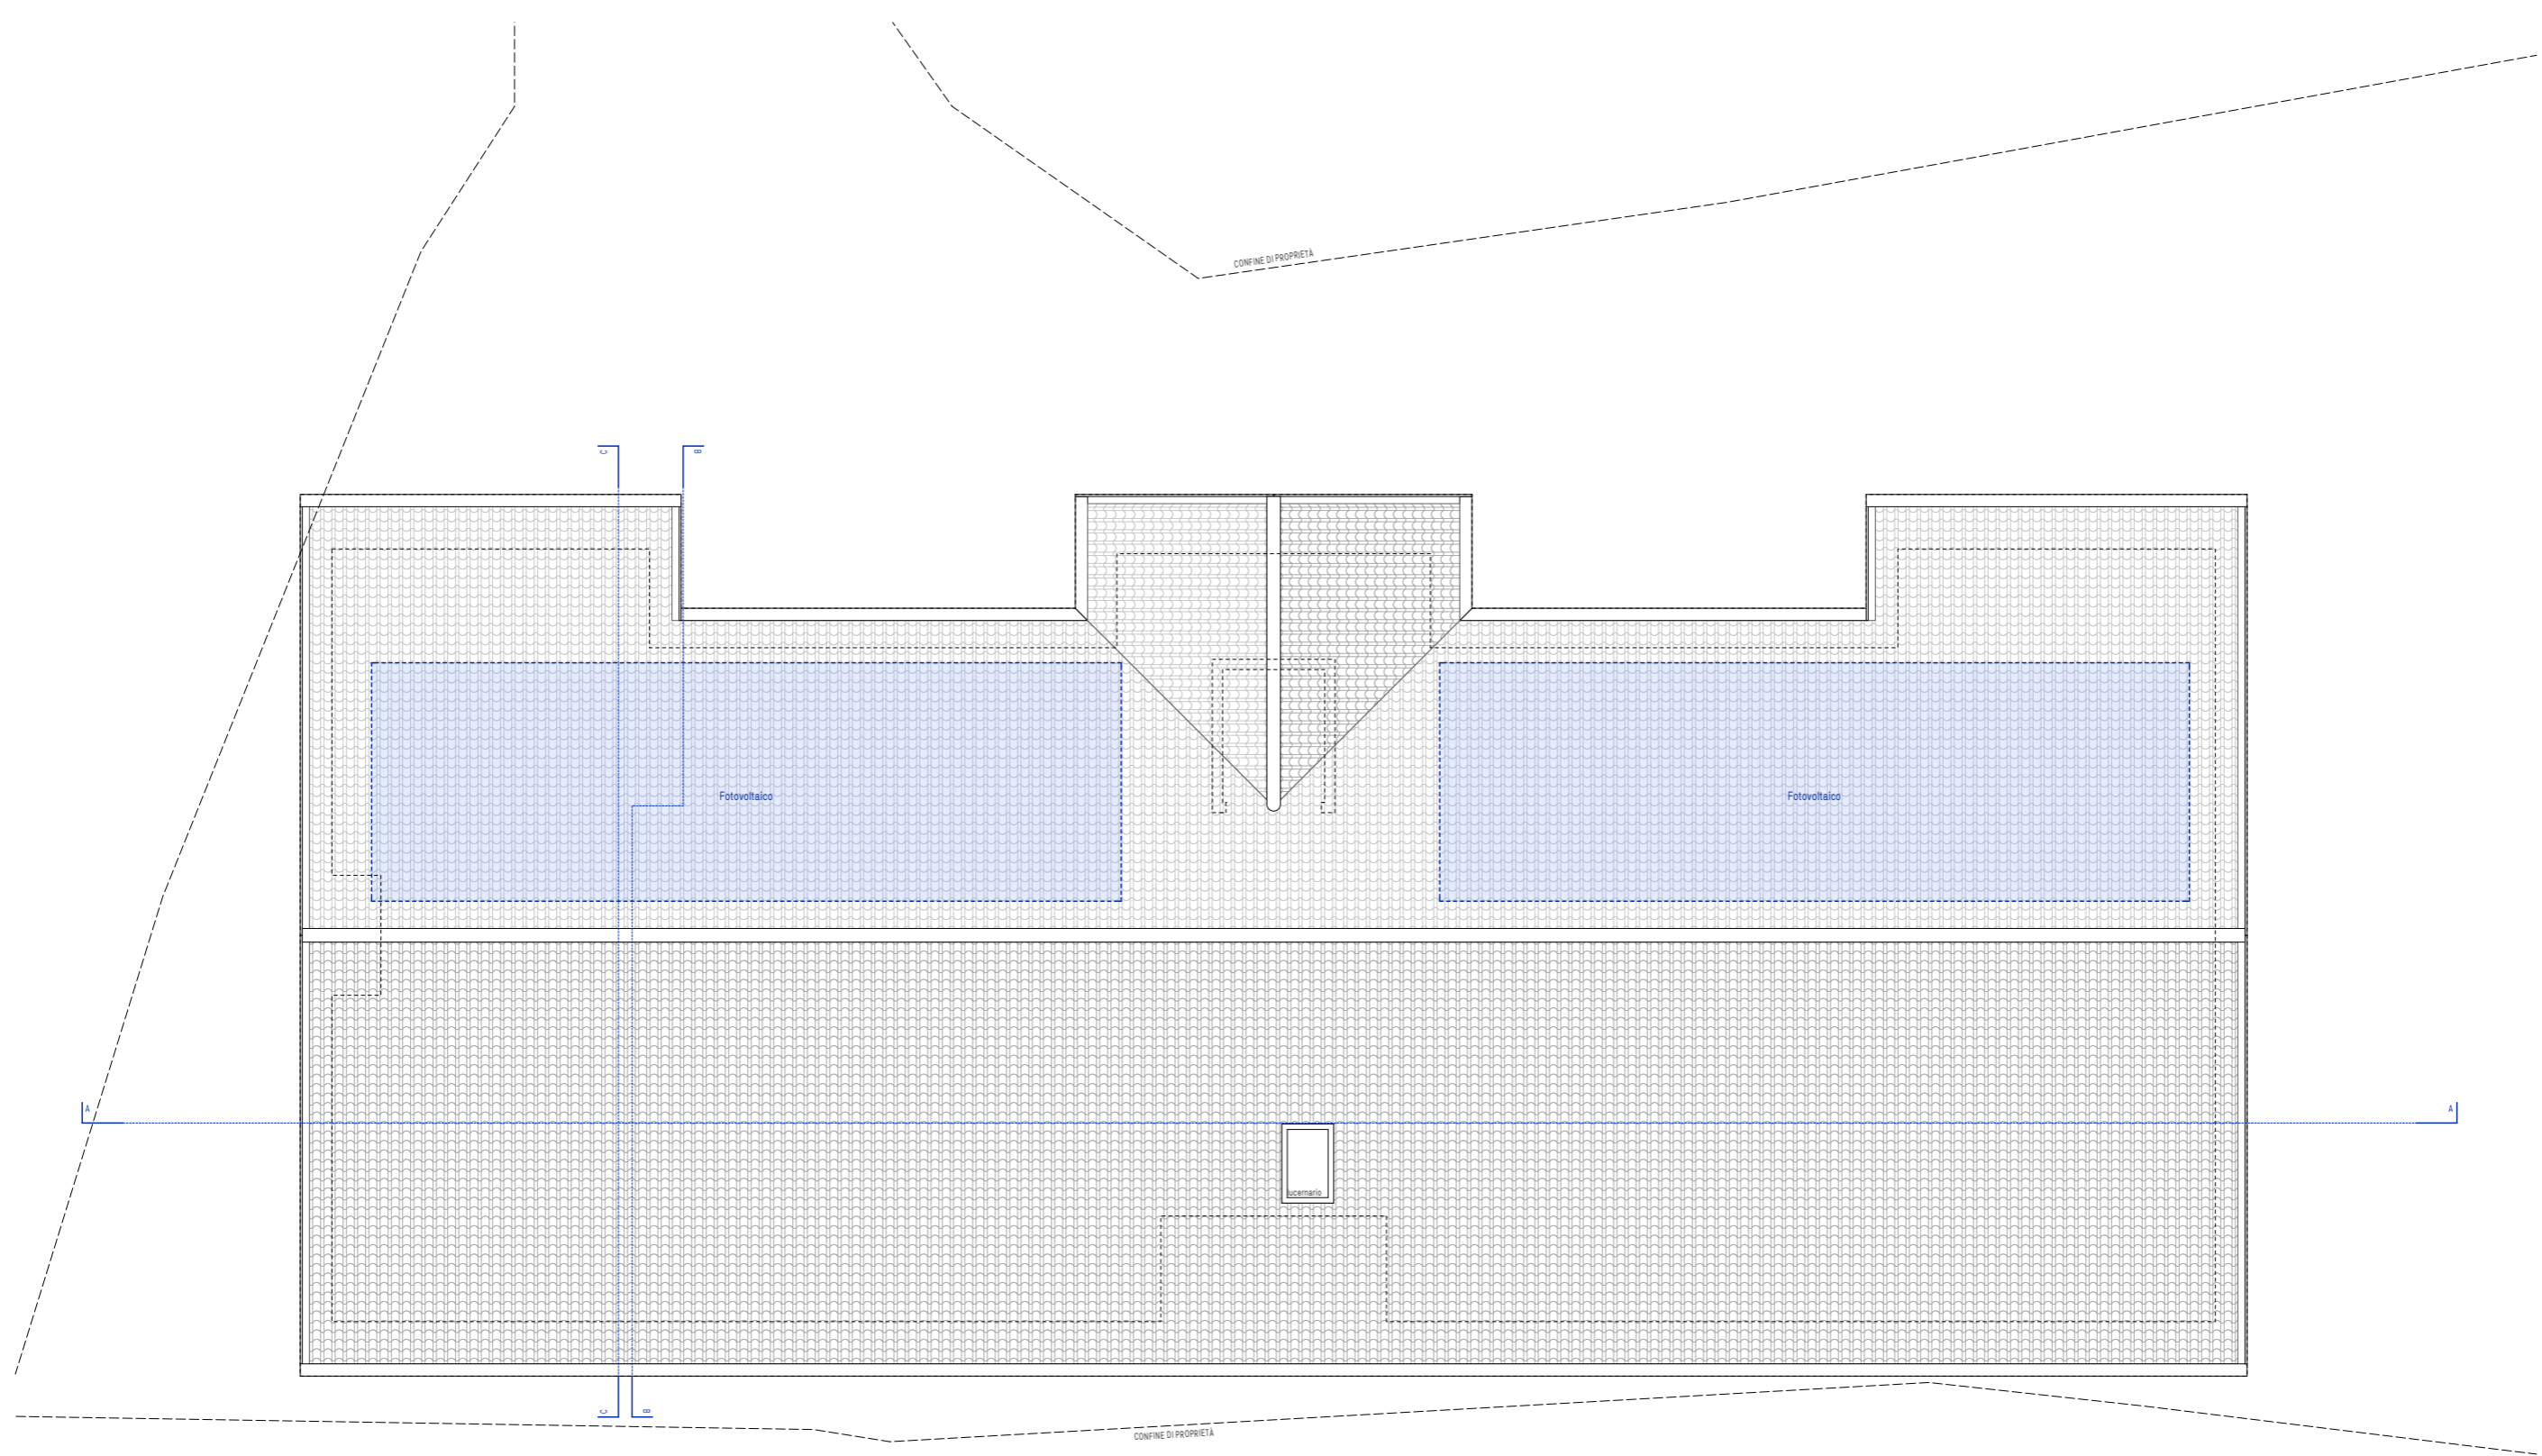 CONFINE DI PROPRIETÀ
C
B
Fotovoltaico
Fotovoltaico
A
A
lucernario
C
B
CONFINE DI PROPRIETÀ